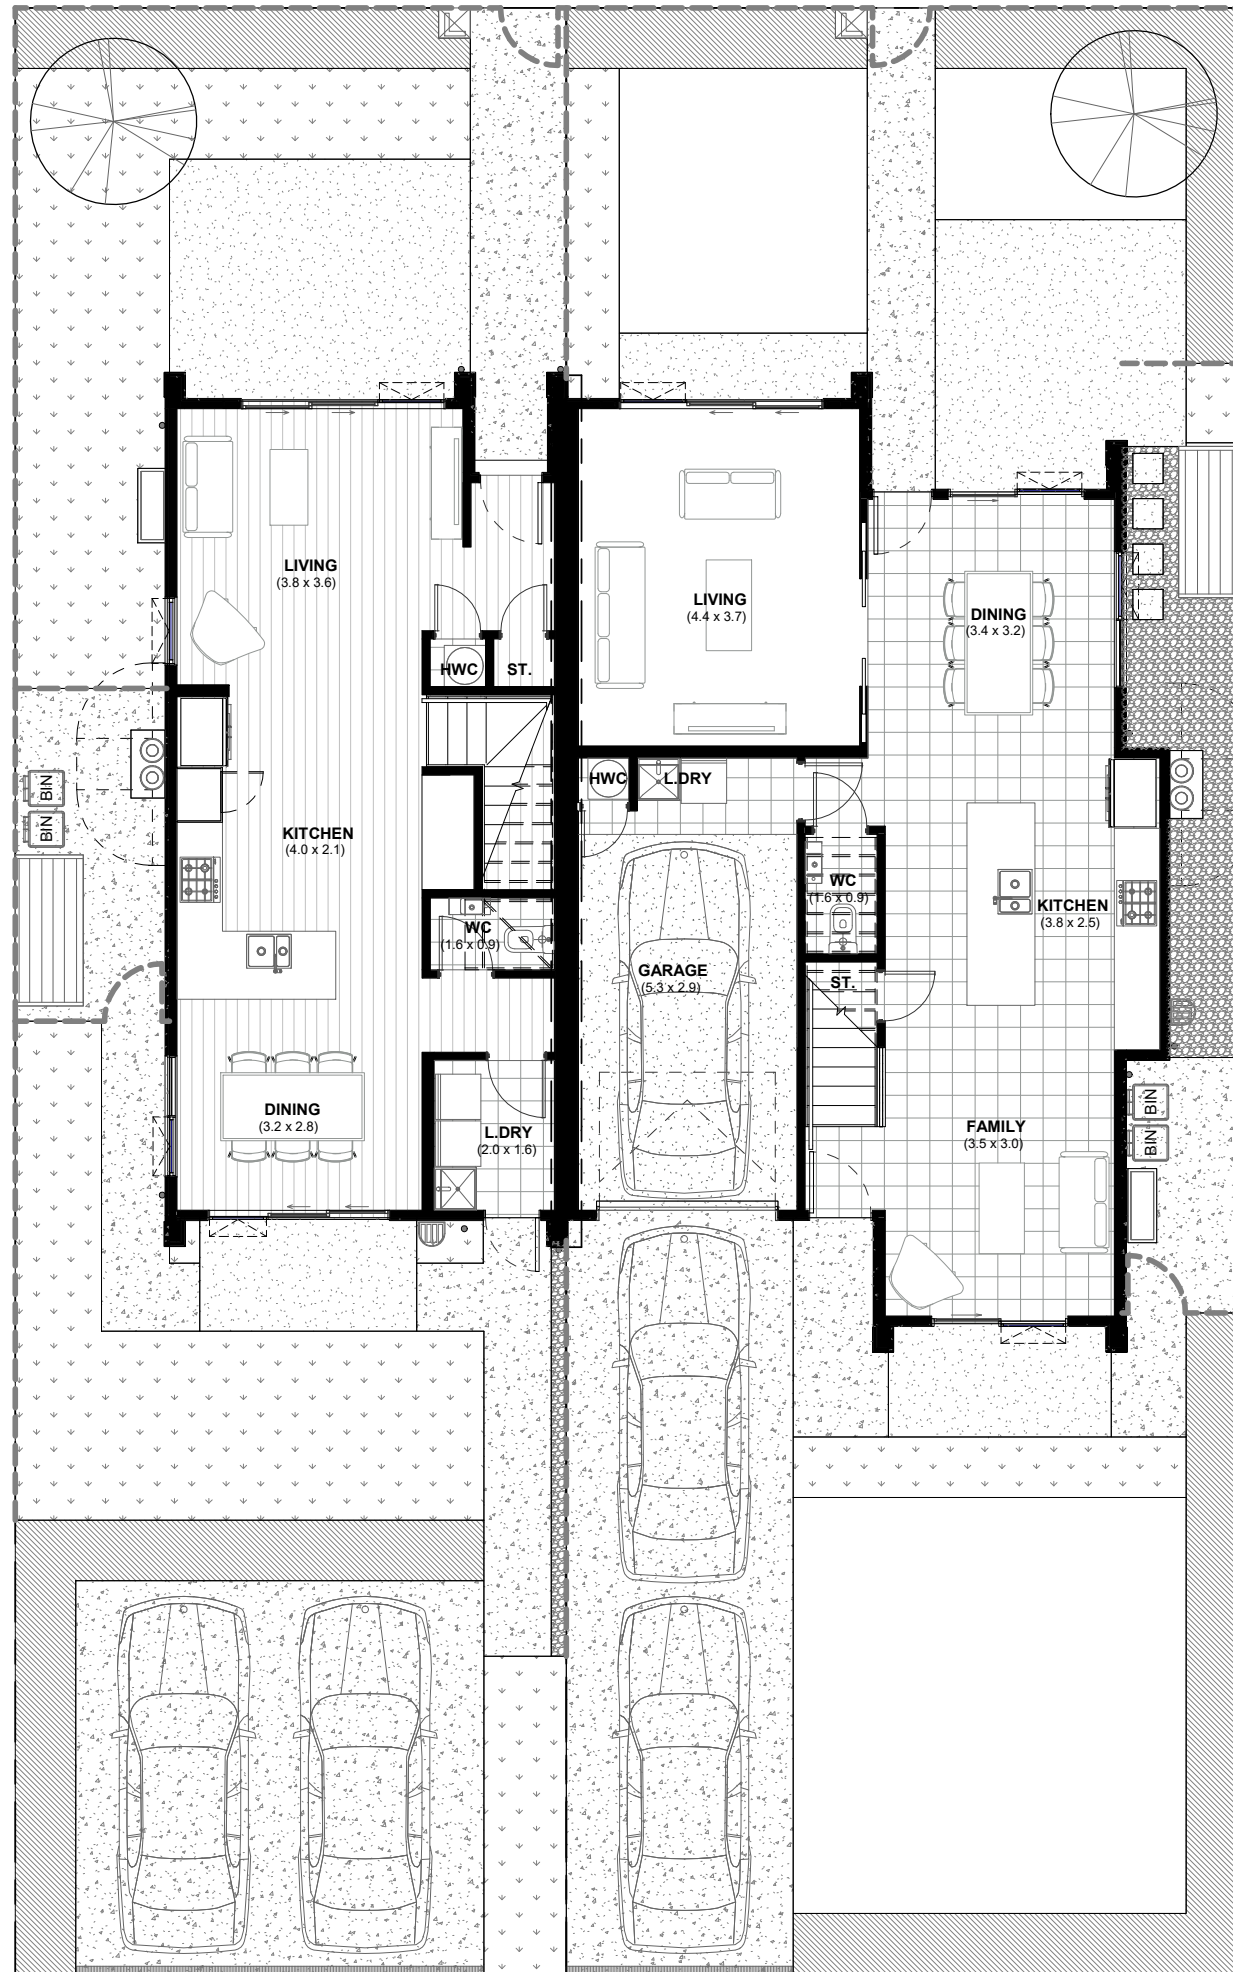 LIVING
(3.8 x 3.6)
HWC
ST.
BIN
BIN
KITCHEN
(4.0 x 2.1)
WC
(1.6 x 0.9)
DINING
(3.2 x 2.8)
L.DRY
(2.0 x 1.6)
LIVING
(4.4 x 3.7)
DINING
(3.4 x 3.2)
HWC
L.DRY
WC
(1.6 x 0.9)
KITCHEN
(3.8 x 2.5)
GARAGE
(5.3 x 2.9)
ST.
FAMILY
(3.5 x 3.0)
BIN
BIN